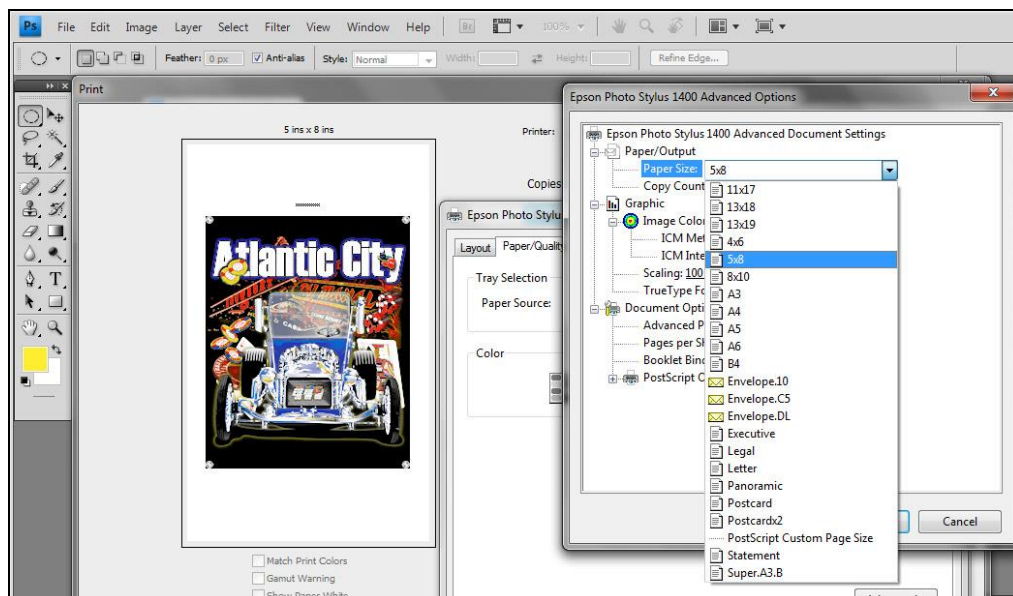 Ps File Edit Image Layer Select Filter View Window Help Br 100%
Feather: 0 px Anti-alias Style: Normal Width: Height: Refine Edge...
Print
5 ins x 8 ins
Printer:
Copies
Atlantic City
Match Print Colors
Gamut Warning
Show Paper White
Epson Photo Stylu
Layout Paper/Quality
Tray Selection
Paper Source:
Color
Epson Photo Stylus 1400 Advanced Options
Epson Photo Stylus 1400 Advanced Document Settings
Paper/Output
Paper Size: 5x8
Copy Count
Graphic
Image Color
ICM Met
ICM Inte
Scaling: 100
TrueType Fo
Document Opti
Advanced P
Pages per Sh
Booklet Bind
PostScript O
11x17
13x18
13x19
4x6
5x8
8x10
A3
A4
A5
A6
B4
Envelope.10
Envelope.C5
Envelope.DL
Executive
Legal
Letter
Panoramic
Postcard
Postcardx2
PostScript Custom Page Size
Statement
Super.A3.B
Cancel